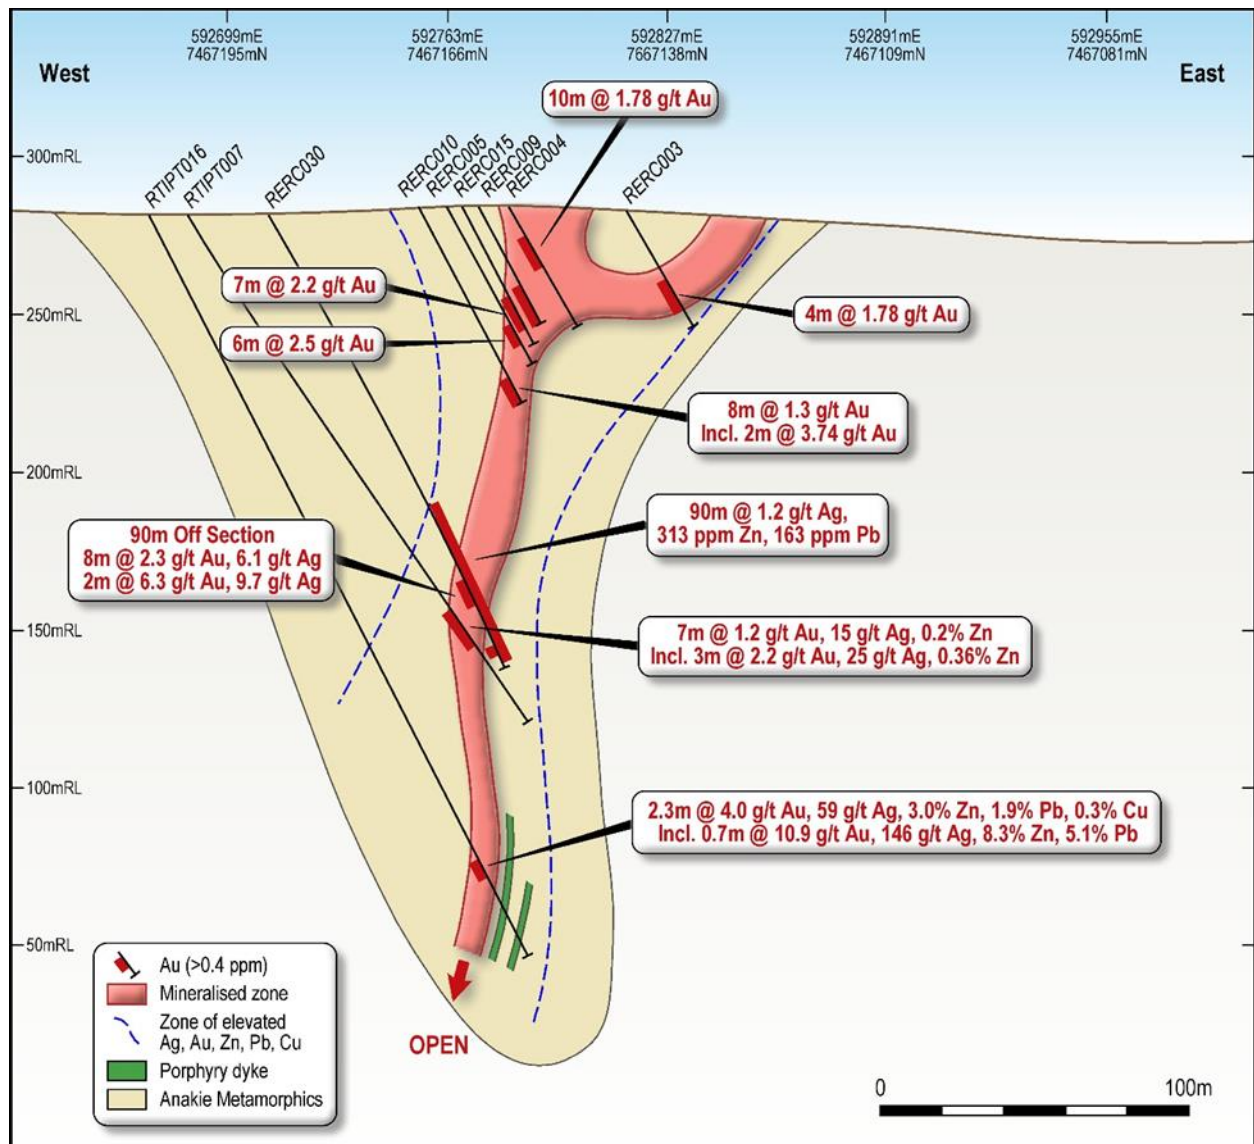 592699mE
7467195mN
592763mE
7467166mN
592827mE
7667138mN
592891mE
7467109mN
592955mE
7467081mN
West
East
10m @ 1.78 g/t Au
300mRL
RTIPT016
RTIPT007
RERC030
RERC010
RERC005
RERC015
RERC009
RERC004
RERC003
7m @ 2.2 g/t Au
250mRL
4m @ 1.78 g/t Au
6m @ 2.5 g/t Au
8m @ 1.3 g/t Au
Incl. 2m @ 3.74 g/t Au
200mRL
90m @ 1.2 g/t Ag,
313 ppm Zn, 163 ppm Pb
90m Off Section
8m @ 2.3 g/t Au, 6.1 g/t Ag
2m @ 6.3 g/t Au, 9.7 g/t Ag
150mRL
7m @ 1.2 g/t Au, 15 g/t Ag, 0.2% Zn
Incl. 3m @ 2.2 g/t Au, 25 g/t Ag, 0.36% Zn
100mRL
2.3m @ 4.0 g/t Au, 59 g/t Ag, 3.0% Zn, 1.9% Pb, 0.3% Cu
Incl. 0.7m @ 10.9 g/t Au, 146 g/t Ag, 8.3% Zn, 5.1% Pb
50mRL
Au (>0.4 ppm)
Mineralised zone
Zone of elevated
Ag, Au, Zn, Pb, Cu
Porphyry dyke
Anakie Metamorphics
OPEN
0
100m